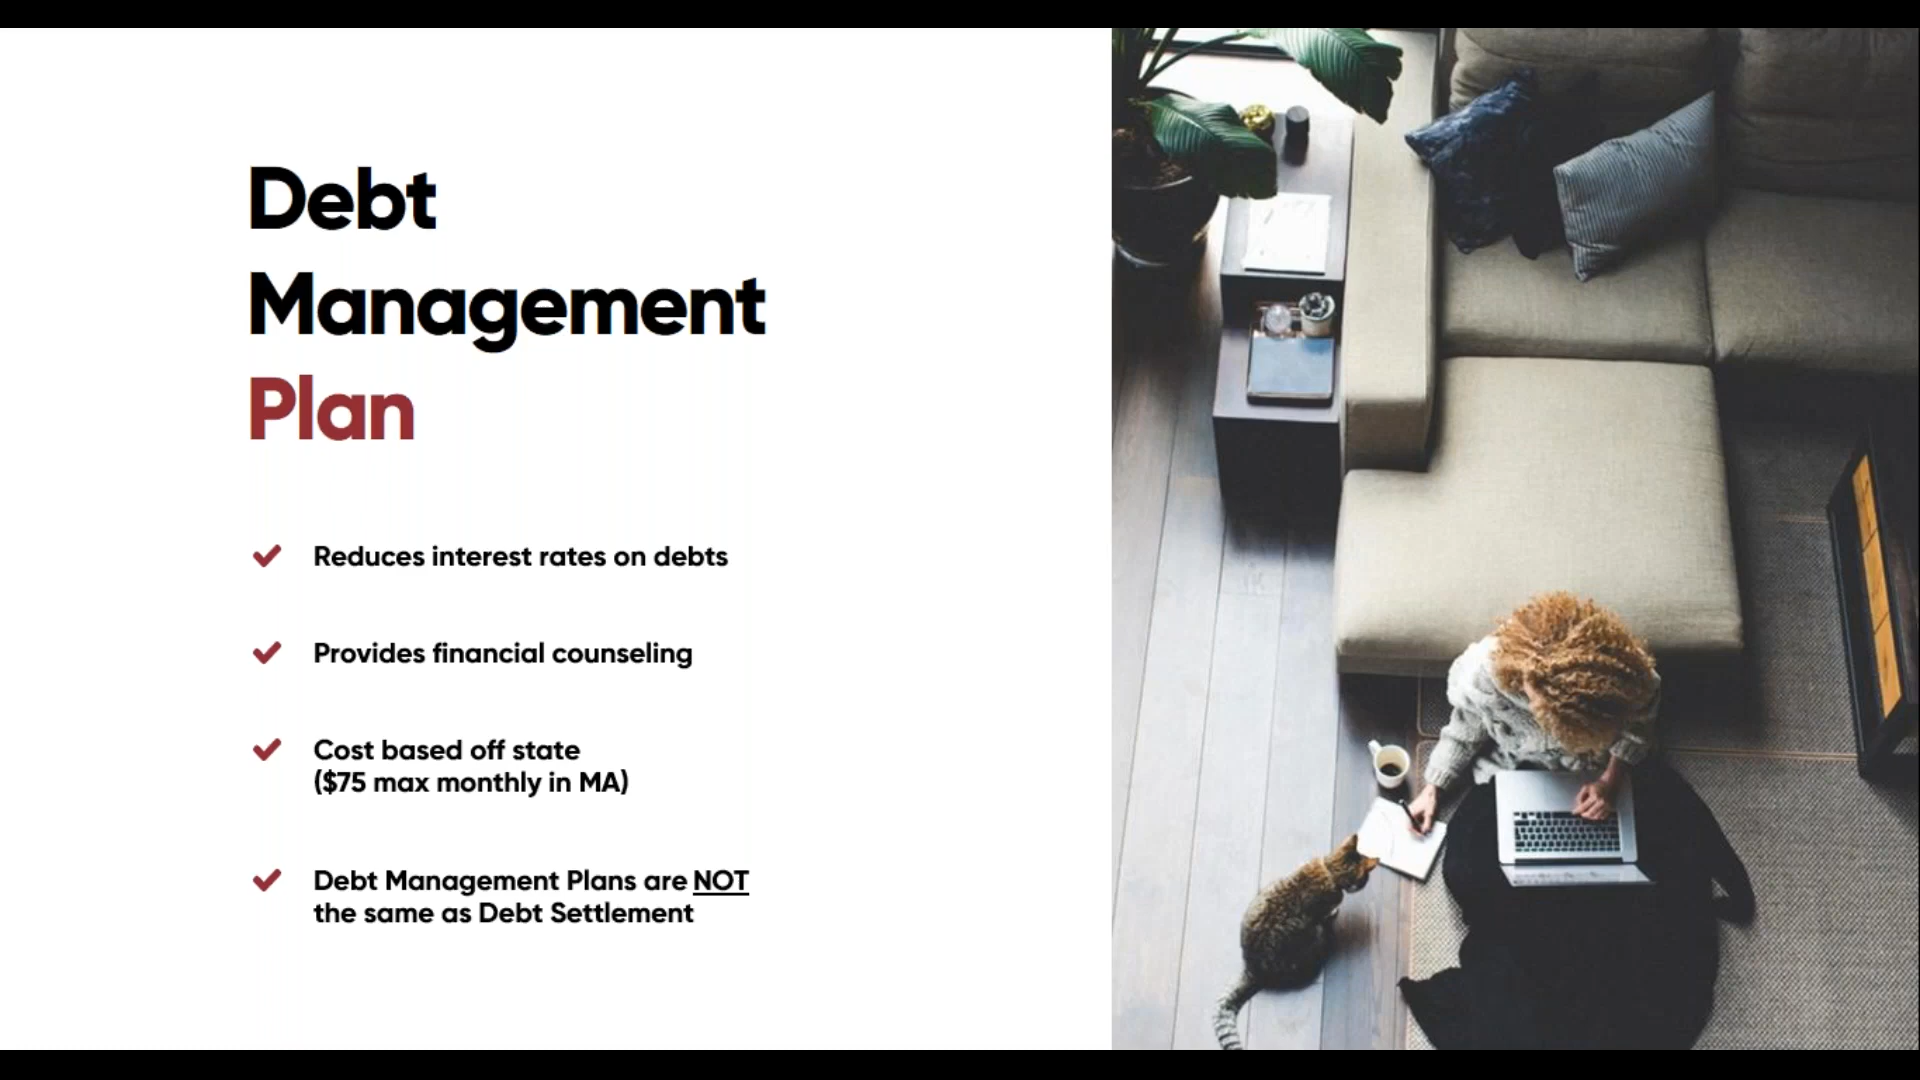 Debt
Management
Plan
Reduces interest rates on debts
Provides financial counseling
Cost based off state
($75 max monthly in MA)
Debt Management Plans are NOT
the same as Debt Settlement